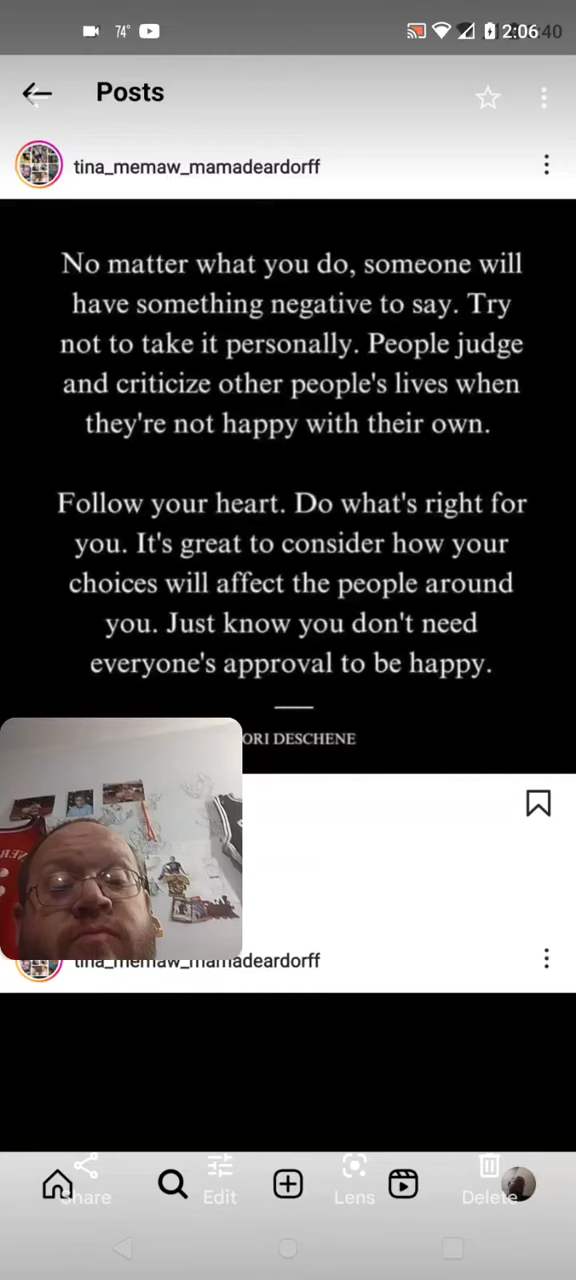 74°
2:06
Posts
tina_memaw_mamadeardorff
No matter what you do, someone will
have something negative to say. Try
not to take it personally. People judge
and criticize other people's lives when
they're not happy with their own.
Follow your heart. Do what's right for
you. It's great to consider how your
choices will affect the people around
you. Just know you don't need
everyone's approval to be happy.
ORI DESCHENE
tina_memaw_mamadeardorff
Share
Edit
Lens
Delete